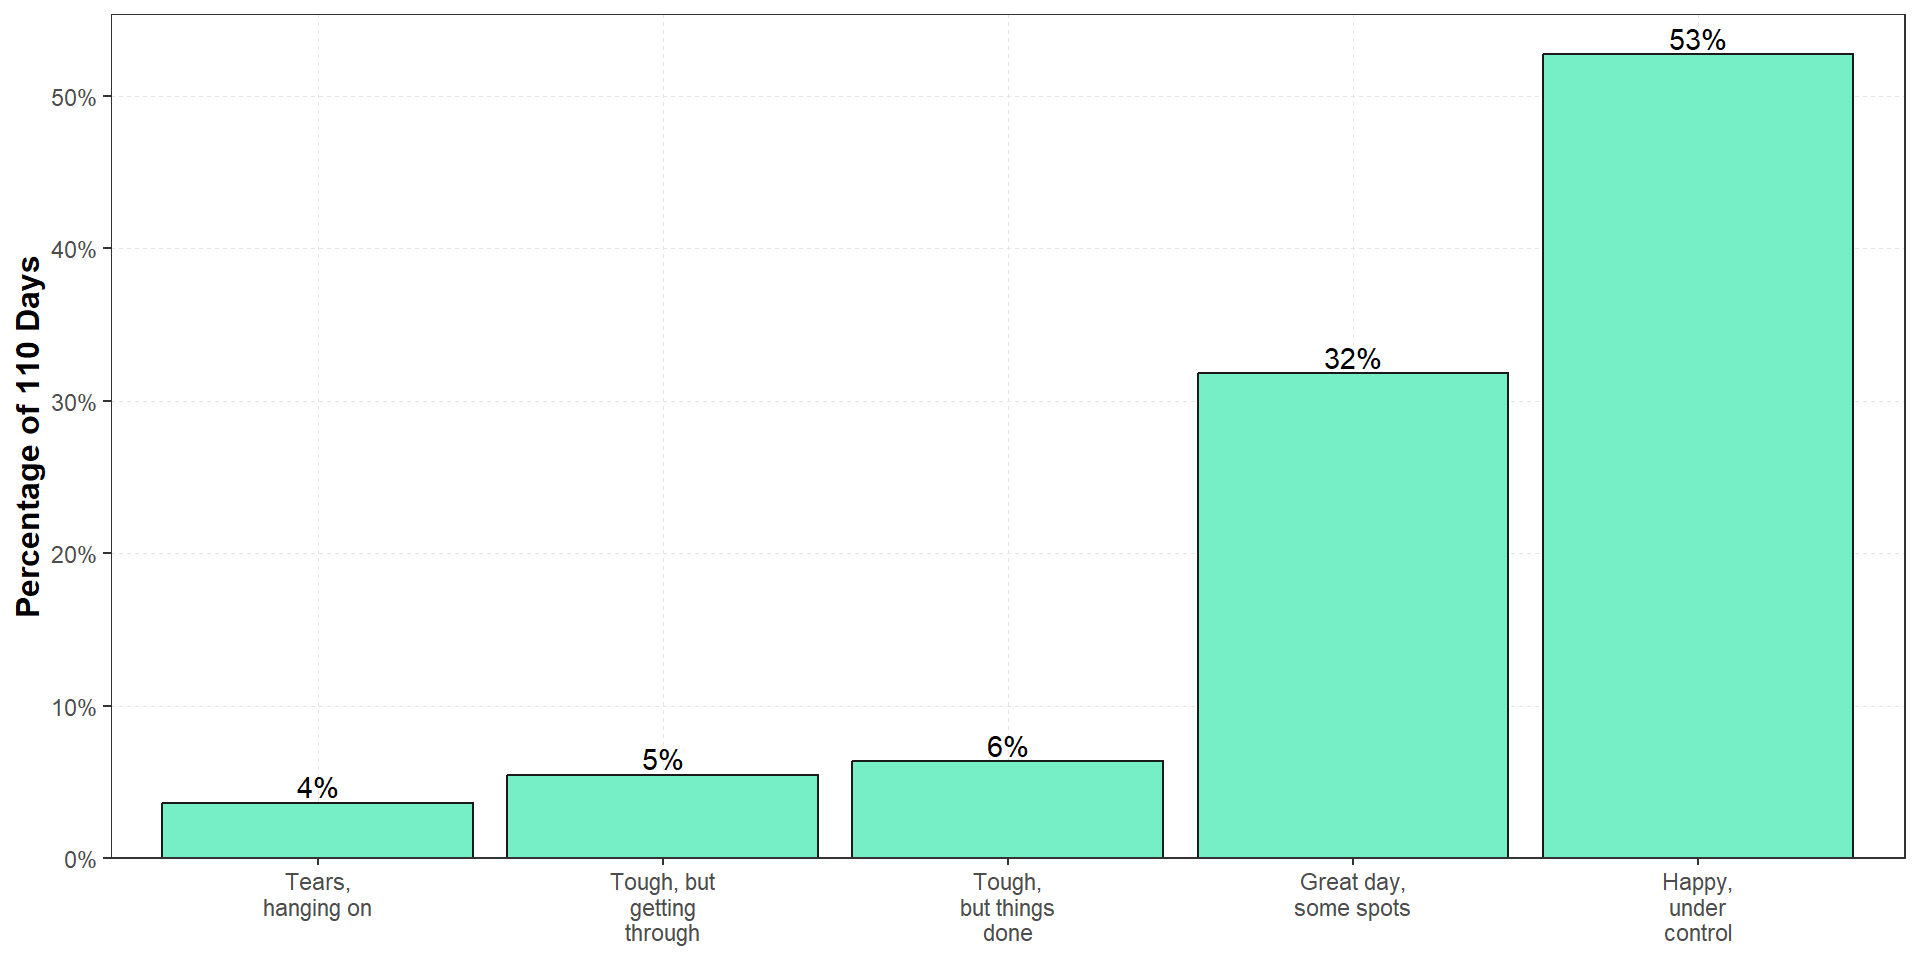 Percentage of 110 Days
50%
40%
30%
20%
10%
0%
4%
5%
6%
32%
53%
Tears,
hanging on
Tough, but
getting
through
Tough,
but things
done
Great day,
some spots
Happy,
under
control